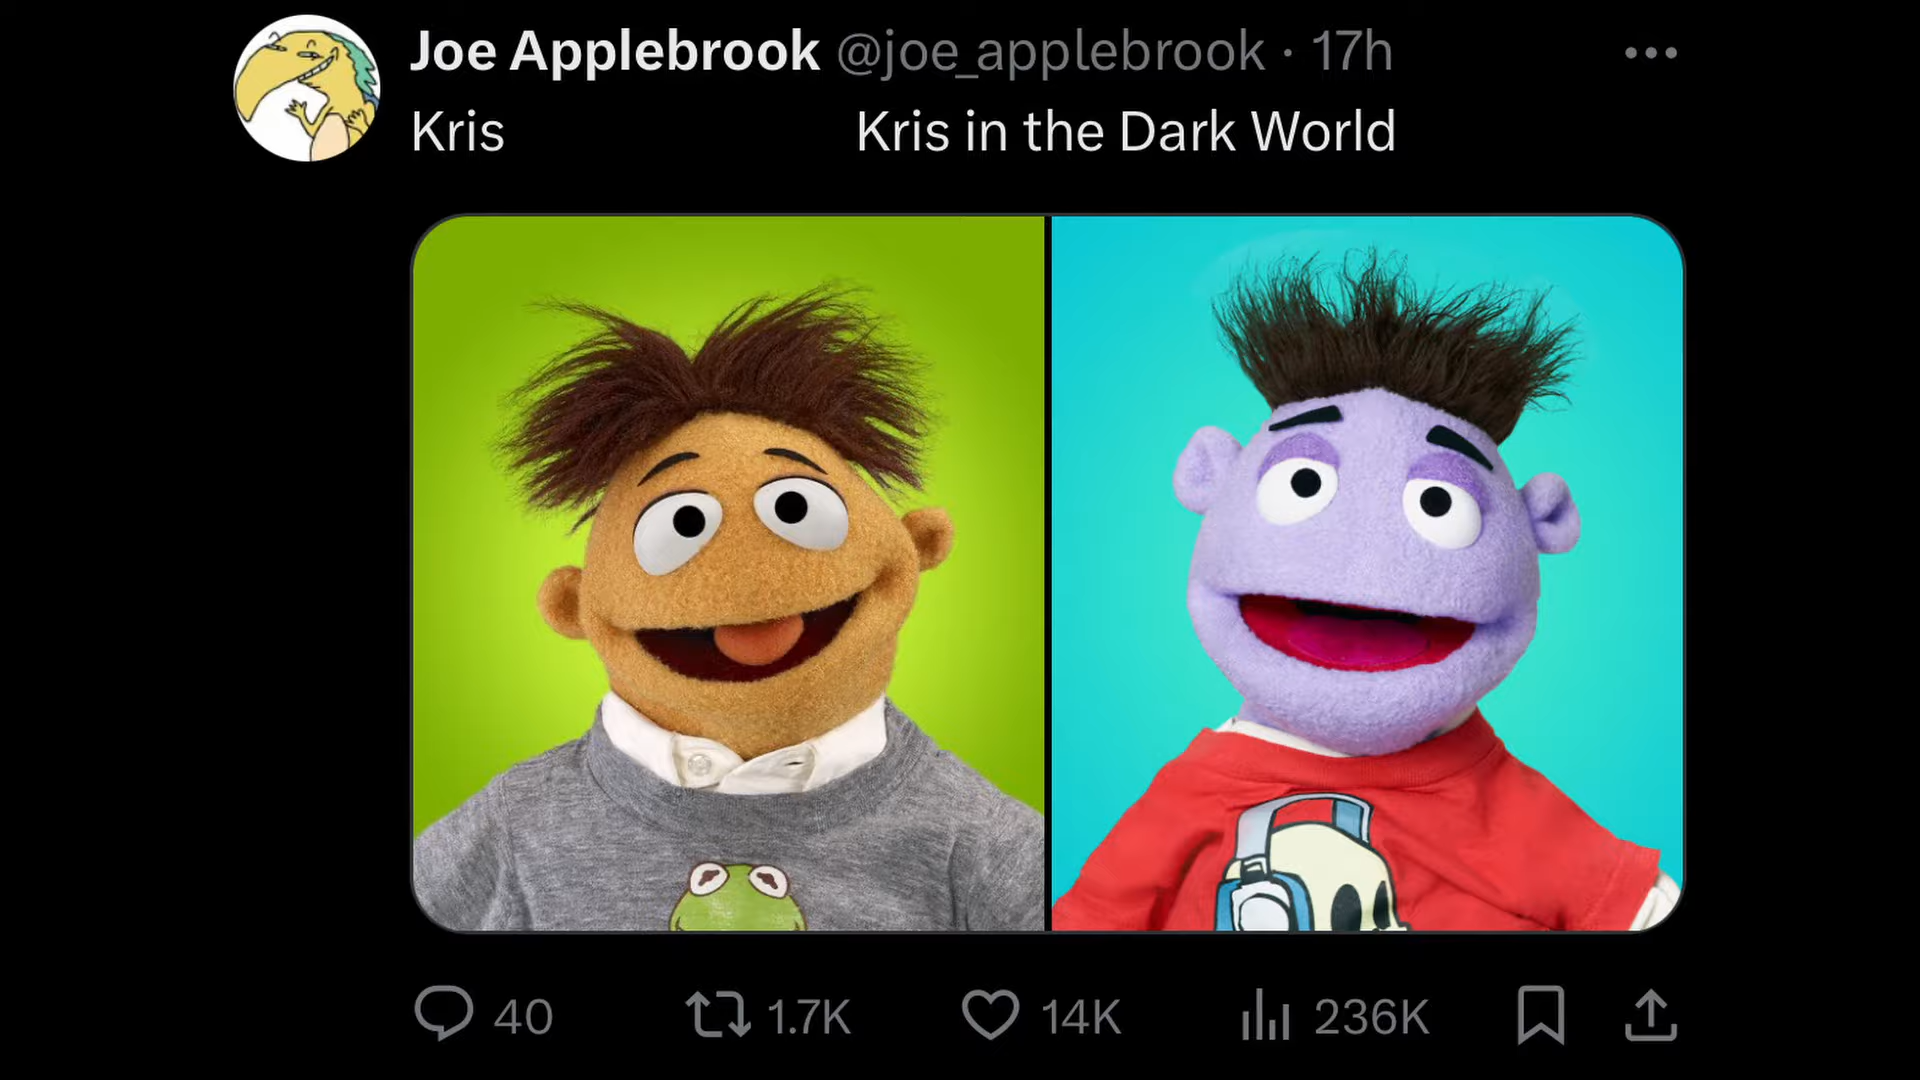 Joe Applebrook @joe_applebrook · 17h
Kris Kris in the Dark World
40 1.7K 14K 236K